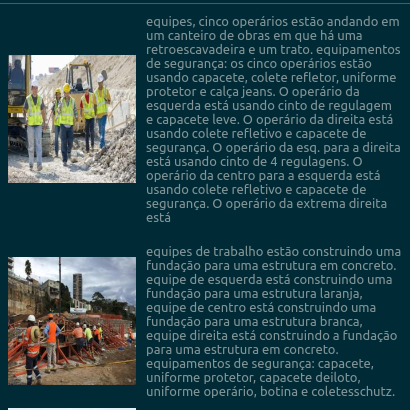 equipes, cinco operários estão andando em
um canteiro de obras em que há uma
retroescavadeira e um trato. equipamentos
de segurança: os cinco operários estão
usando capacete, colete refletor, uniforme
protetor e calça jeans. O operário da
esquerda está usando cinto de regulagem
e capacete leve. O operário da direita está
usando colete refletivo e capacete de
segurança. O operário da esq. para a direita
está usando cinto de 4 regulagens. O
operário da centro para a esquerda está
usando colete refletivo e capacete de
segurança. O operário da extrema direita
está
equipes de trabalho estão construindo uma
fundação para uma estrutura em concreto.
equipe de esquerda está construindo uma
fundação para uma estrutura laranja,
equipe de centro está construindo uma
fundação para uma estrutura branca,
equipe direita está construindo a fundação
para uma estrutura em concreto.
equipamentos de segurança: capacete,
uniforme protetor, capacete deiloto,
uniforme operário, botina e coletesschutz.